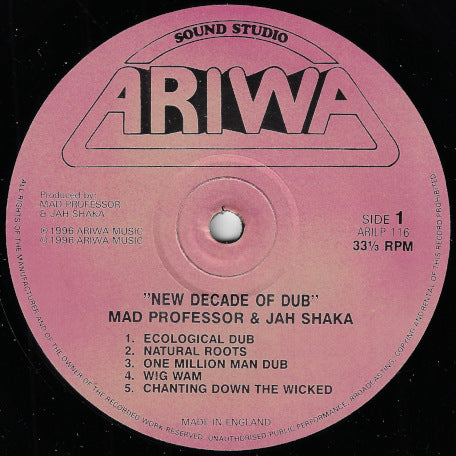 SOUND STUDIO
ARIWA
Produced by:
MAD PROFESSOR
& JAH SHAKA
℗ 1996 ARIWA MUSIC
© 1996 ARIWA MUSIC
SIDE 1
ARILP 116
33⅓ RPM
"NEW DECADE OF DUB"
MAD PROFESSOR & JAH SHAKA
1. ECOLOGICAL DUB
2. NATURAL ROOTS
3. ONE MILLION MAN DUB
4. W!G WAM
5. CHANTING DOWN THE WICKED
MADE IN ENGLAND
ALL RIGHTS OF THE MANUFACTURER AND OF THE OWNER OF THE RECORDED WORK RESERVED. UNAUTHORISED PUBLIC PERFORMANCE, BROADCASTING, COPYING AND RENTAL OF THIS RECORD PROHIBITED